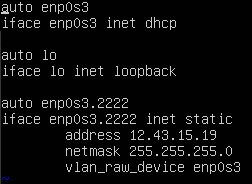 auto enp0s3
iface enp0s3 inet dhcp
auto lo
iface lo inet loopback
auto enp0s3.2222
iface enp0s3.2222 inet static
address 12.43.15.19
netmask 255.255.255.0
vlan_raw_device enp0s3
~